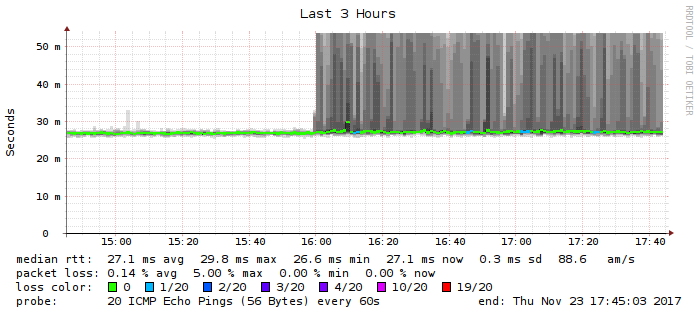 Last 3 Hours
RRDTOOL / TOBI OETIKER
Seconds
50 m
40 m
30 m
20 m
10 m
0
15:00 15:20 15:40 16:00 16:20 16:40 17:00 17:20 17:40
median rtt: 27.1 ms avg 29.8 ms max 26.6 ms min 27.1 ms now 0.3 ms sd 88.6 am/s
packet loss: 0.14 % avg 5.00 % max 0.00 % min 0.00 % now
loss color: 0 1/20 2/20 3/20 4/20 10/20 19/20
probe: 20 ICMP Echo Pings (56 Bytes) every 60s end: Thu Nov 23 17:45:03 2017